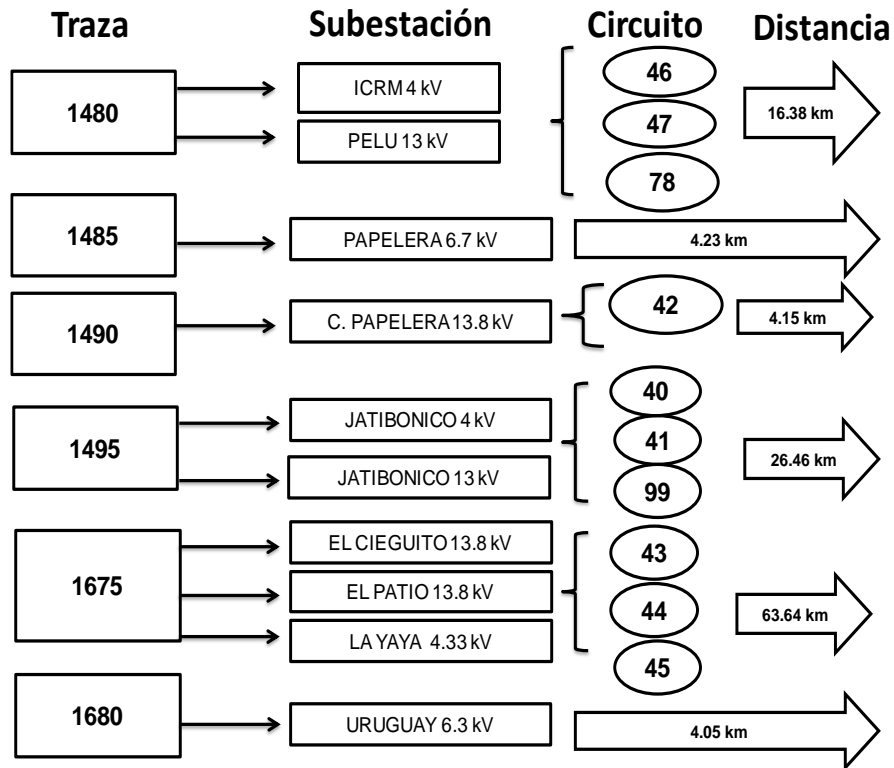 Traza Subestación Circuito Distancia
1480
ICRM 4 kV
PELU 13 kV
46
47
78
16.38 km
1485
PAPELERA 6.7 kV
4.23 km
1490
C. PAPELERA 13.8 kV
42
4.15 km
1495
JATIBONICO 4 kV
JATIBONICO 13 kV
40
41
99
26.46 km
1675
EL CIEGUITO 13.8 kV
EL PATIO 13.8 kV
LA YAYA 4.33 kV
43
44
45
63.64 km
1680
URUGUAY 6.3 kV
4.05 km